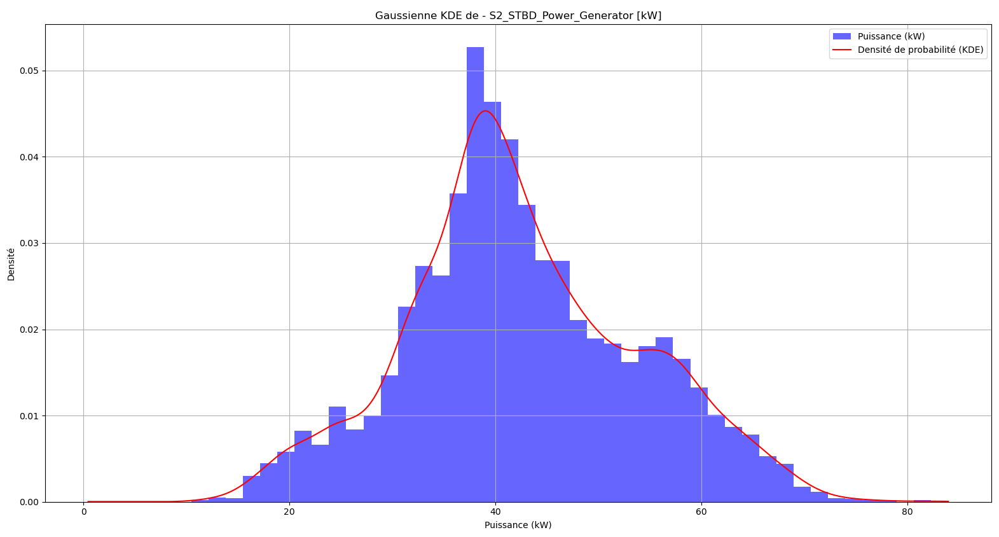 Gaussienne KDE de - S2_STBD_Power_Generator [kW]
Puissance (kW)
Densité de probabilité (KDE)
0.05
0.04
0.03
0.02
0.01
0.00
Densité
0
20
40
60
80
Puissance (kW)